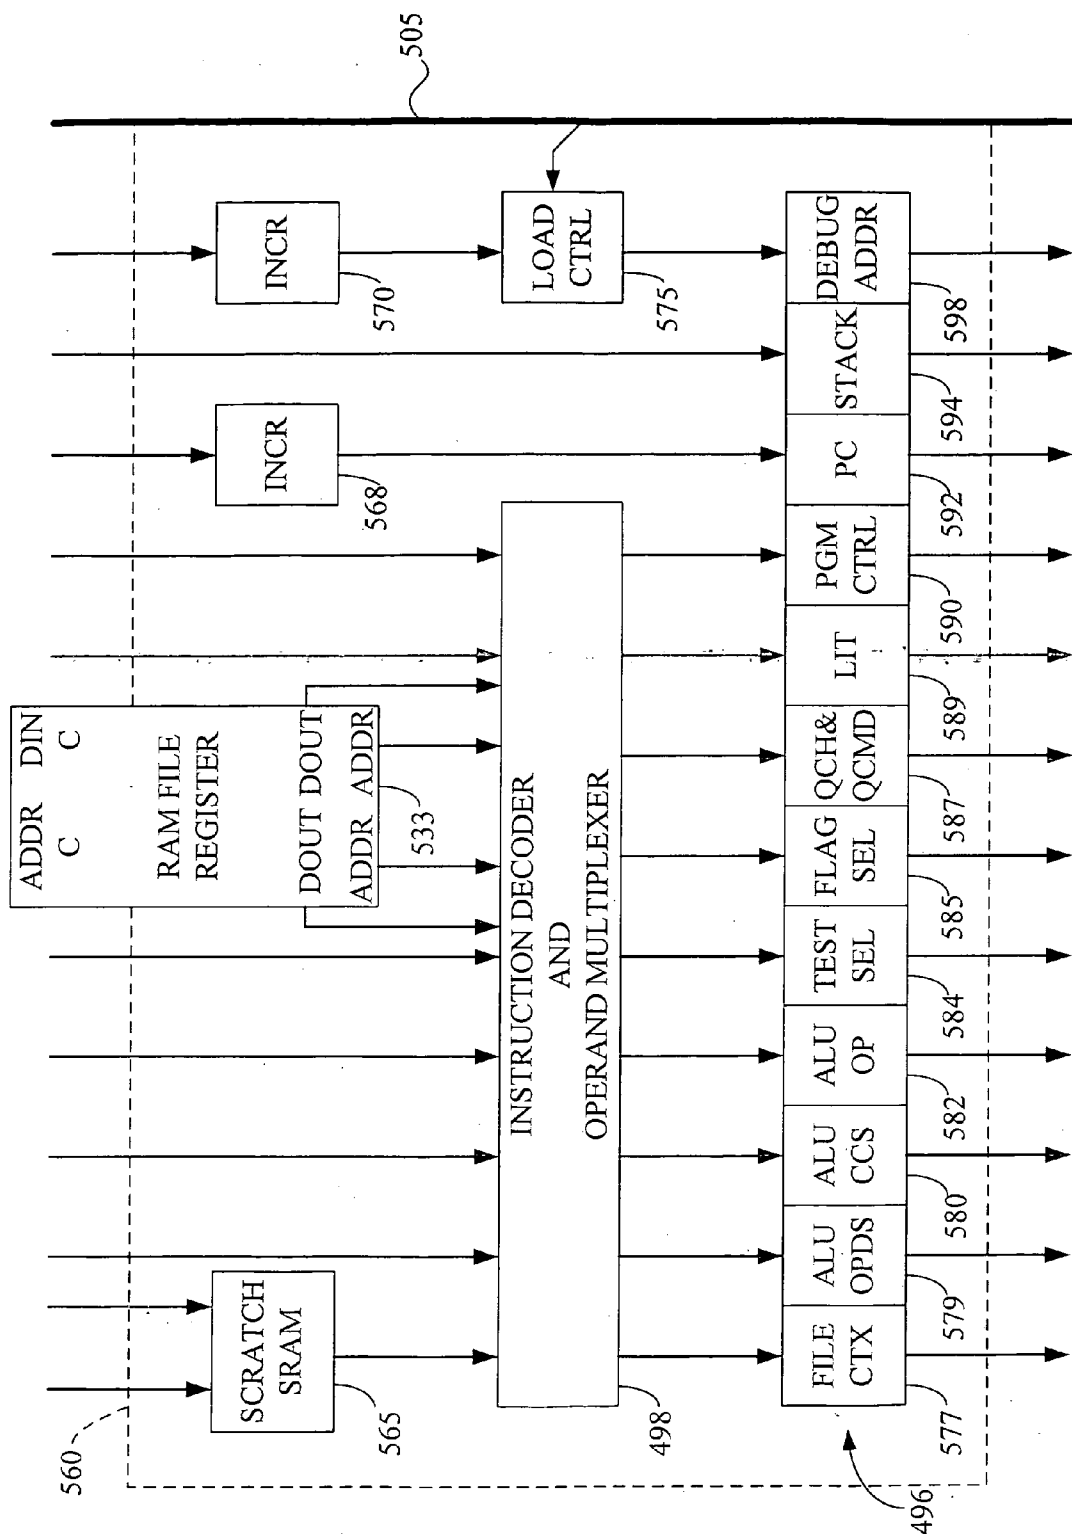 560
505
SCRATCH
SRAM
565
ADDR DIN
C C
RAM FILE
REGISTER
DOUT DOUT
ADDR ADDR
533
INCR
568
INCR
570
INSTRUCTION DECODER
AND
OPERAND MULTIPLEXER
498
LOAD
CTRL
575
FILE
CTX
577
ALU
OPDS
579
ALU
CCS
580
ALU
OP
582
TEST
SEL
584
FLAG
SEL
585
QCH&
QCMD
587
LIT
589
PGM
CTRL
590
PC
592
STACK
594
DEBUG
ADDR
598
496